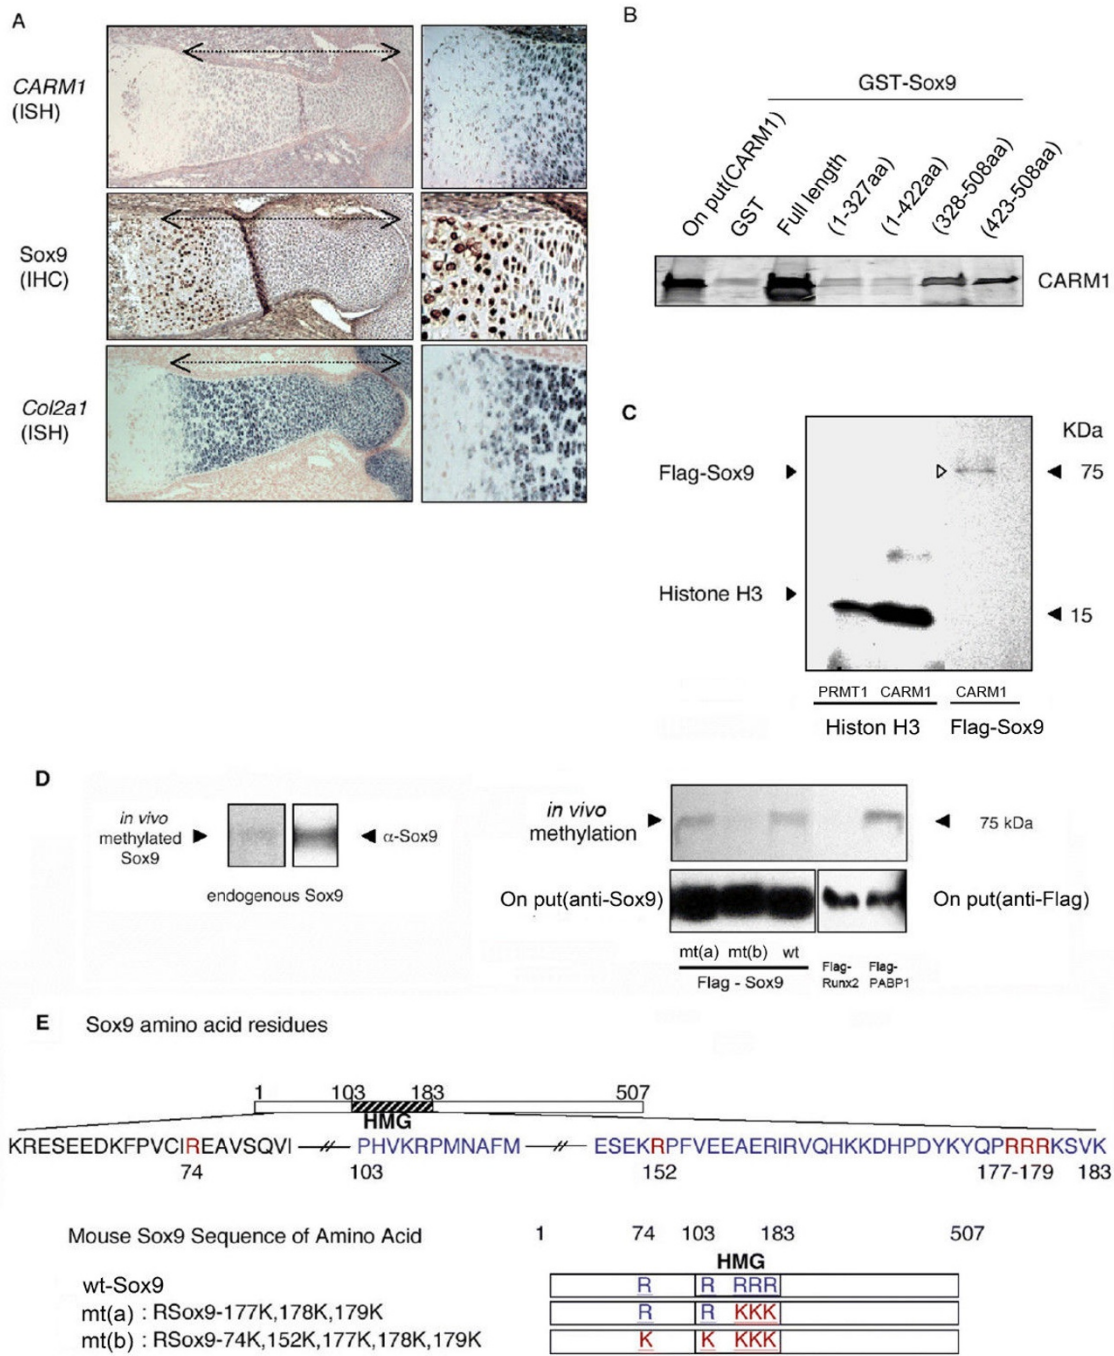 A
CARM1
(ISH)
Sox9
(IHC)
Col2a1
(ISH)
B
GST-Sox9
On put(CARM1)
GST
Full length
(1-327aa)
(1-422aa)
(328-508aa)
(423-508aa)
CARM1
C
KDa
Flag-Sox9
75
Histone H3
15
PRMT1 CARM1 CARM1
Histon H3 Flag-Sox9
D
in vivo
methylated
Sox9
α-Sox9
endogenous Sox9
in vivo
methylation
75 kDa
On put(anti-Sox9)
On put(anti-Flag)
mt(a) mt(b) wt
Flag - Sox9
Flag-
Runx2
Flag-
PABP1
E Sox9 amino acid residues
1 103 183 507
HMG
KRESEEDKFPVCIREAVSQVI PHVKRPMNAFM ESEKRPFVEEAERIRVQHKKDHPDYKYQPRRRKSVK
74 103 152 177-179 183
Mouse Sox9 Sequence of Amino Acid 1 74 103 183 507
HMG
wt-Sox9 R R RRR
mt(a) : RSox9-177K,178K,179K R R KKK
mt(b) : RSox9-74K,152K,177K,178K,179K K K KKK